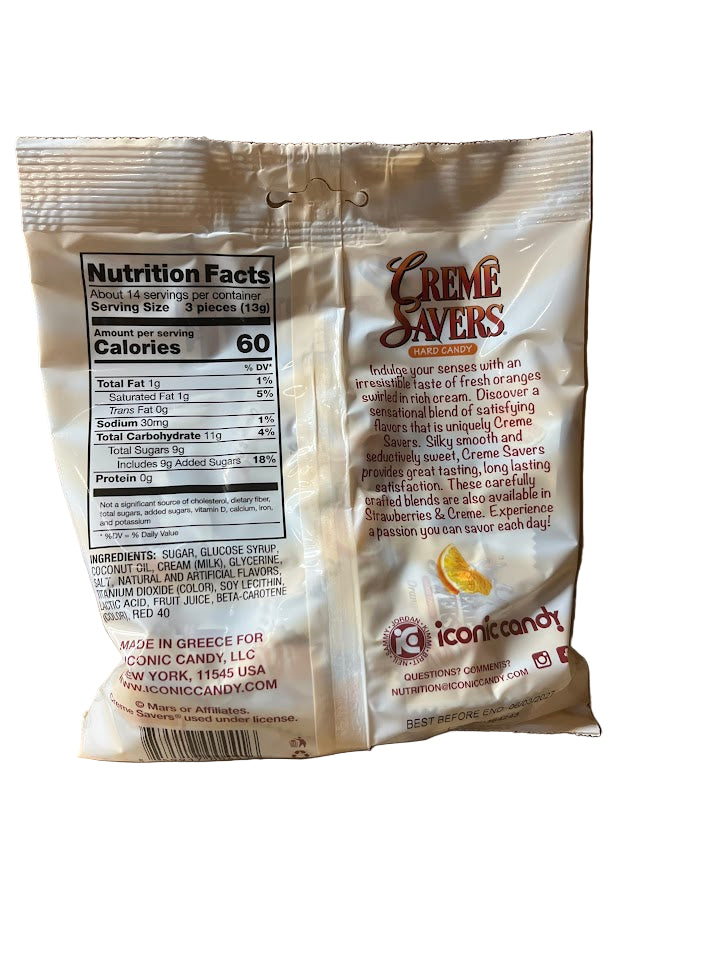 Nutrition Facts
About 14 servings per container
Serving Size 3 pieces (13g)
Amount per serving
Calories 60
% DV*
Total Fat 1g 1%
Saturated Fat 1g 5%
Trans Fat 0g
Sodium 30mg 1%
Total Carbohydrate 11g 4%
Total Sugars 9g
Includes 9g Added Sugars 18%
Protein 0g
Not a significant source of cholesterol, dietary fiber,
total sugars, added sugars, vitamin D, calcium, iron,
and potassium
* %DV = % Daily Value
INGREDIENTS: SUGAR, GLUCOSE SYRUP,
COCONUT OIL, CREAM (MILK), GLYCERINE,
SALT, NATURAL AND ARTIFICIAL FLAVORS,
TITANIUM DIOXIDE (COLOR), SOY LECITHIN,
LACTIC ACID, FRUIT JUICE, BETA-CAROTENE
(COLOR), RED 40
MADE IN GREECE FOR
ICONIC CANDY, LLC
NEW YORK, 11545 USA
WWW.ICONICCANDY.COM
© Mars or Affiliates.
Creme Savers® used under license.
CREME
SAVERS
HARD CANDY
Indulge your senses with an
irresistible taste of fresh oranges
swirled in rich cream. Discover a
sensational blend of satisfying
flavors that is uniquely Creme
Savers. Silky smooth and
seductively sweet, Creme Savers
provides great tasting, long lasting
satisfaction. These carefully
crafted blends are also available in
Strawberries & Creme. Experience
a passion you can savor each day!
JORDAN
iconic candy
QUESTIONS? COMMENTS?
NUTRITION@ICONICCANDY.COM
BEST BEFORE END